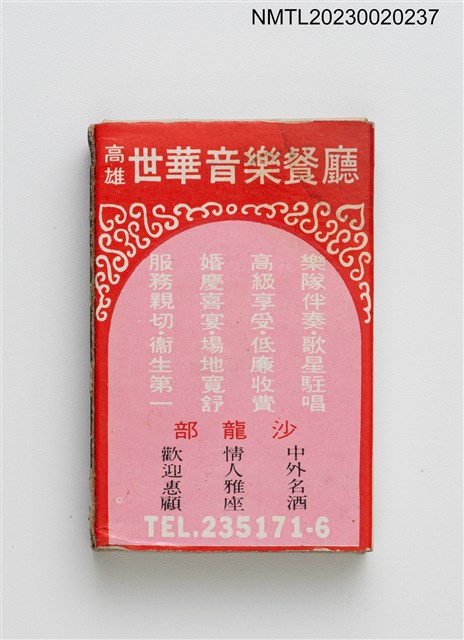 NMTL20230020237
高雄
世華音樂餐廳
樂隊伴奏·歌星駐唱
高級享受·低廉收費
婚慶喜宴·場地寬舒
服務親切·衞生第一
沙龍部
中外名酒
情人雅座
歡迎惠顧
TEL.235171-6